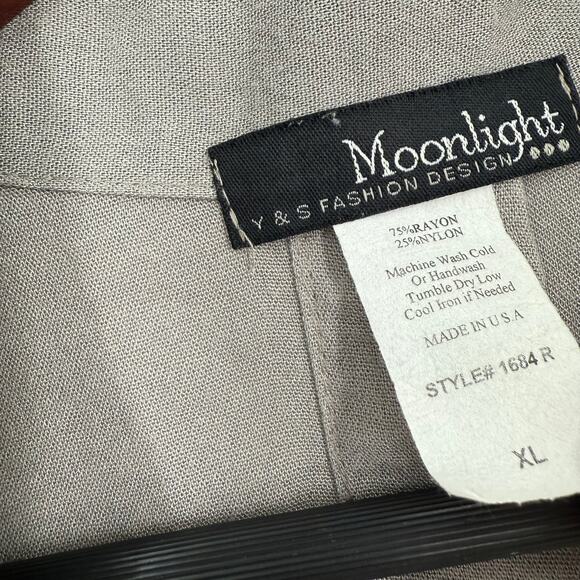 Moonlight
Y & S FASHION DESIGN
75%RAYON
25%NYLON
Machine Wash Cold
Or Handwash
Tumble Dry Low
Cool Iron if Needed
MADE IN U.S.A
STYLE# 1684 R
XL